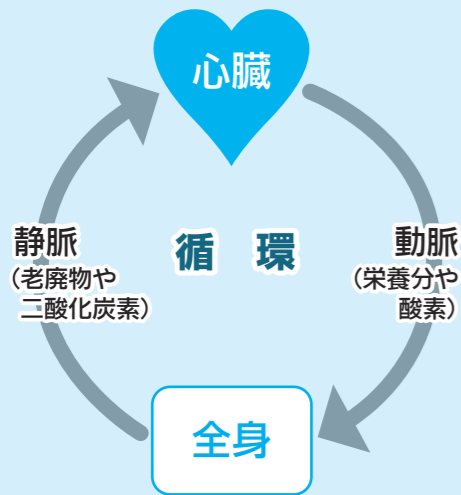 心臓
静脈
（老廃物や
二酸化炭素）
循 環
動脈
（栄養分や
酸素）
全身